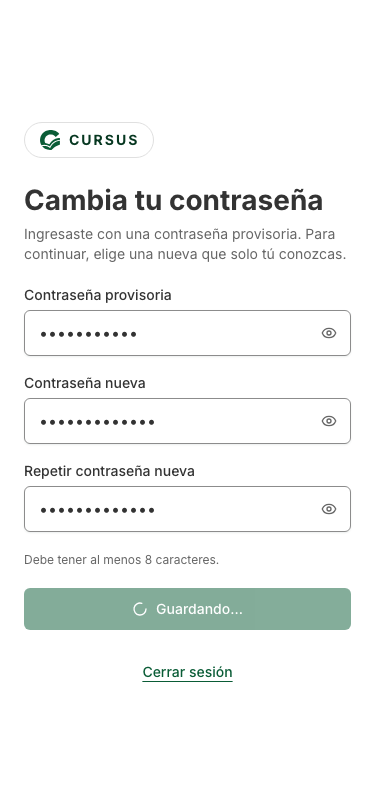 CURSUS
Cambia tu contraseña
Ingresaste con una contraseña provisoria. Para
continuar, elige una nueva que solo tú conozcas.
Contraseña provisoria
•••••••••••
Contraseña nueva
•••••••••••••
Repetir contraseña nueva
•••••••••••••
Debe tener al menos 8 caracteres.
Guardando...
Cerrar sesión